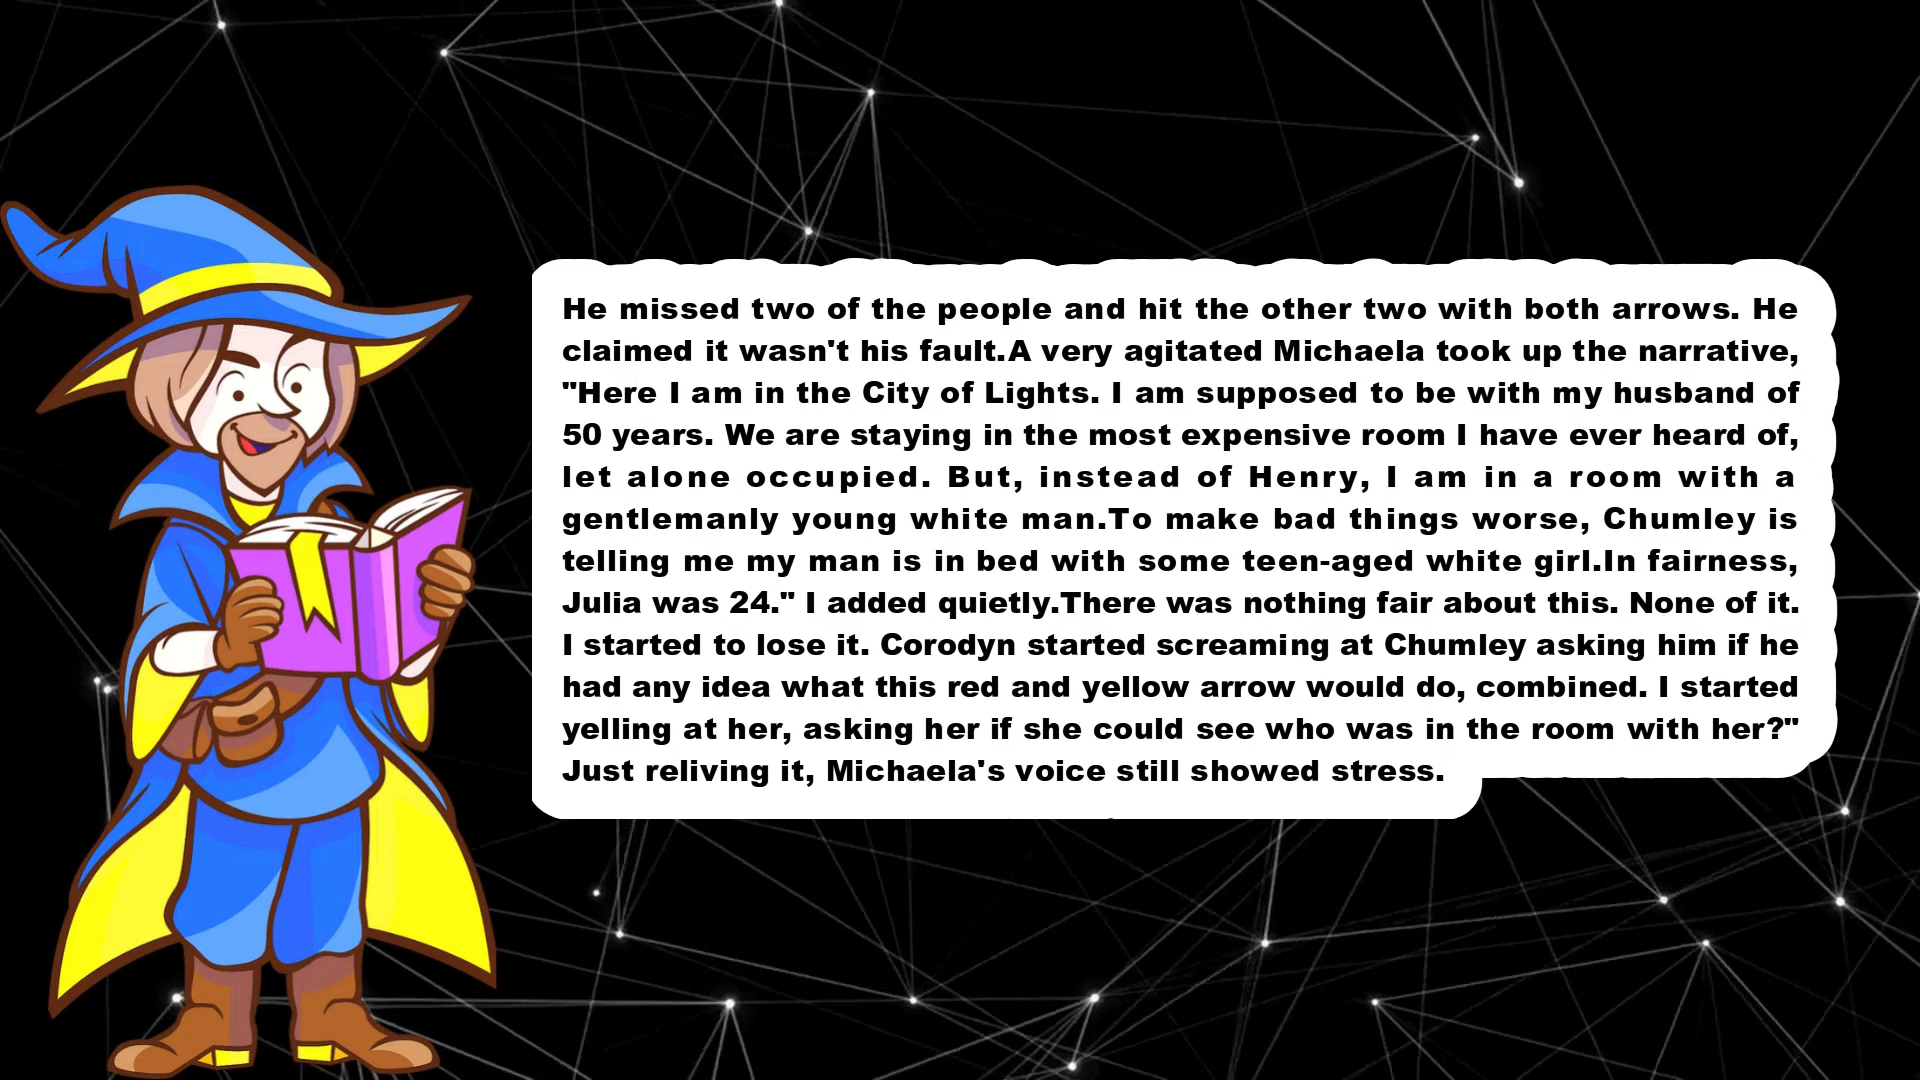 He missed two of the people and hit the other two with both arrows. He
claimed it wasn't his fault.A very agitated Michaela took up the narrative,
"Here I am in the City of Lights. I am supposed to be with my husband of
50 years. We are staying in the most expensive room I have ever heard of,
let alone occupied. But, instead of Henry, I am in a room with a
gentlemanly young white man.To make bad things worse, Chumley is
telling me my man is in bed with some teen-aged white girl.In fairness,
Julia was 24." I added quietly.There was nothing fair about this. None of it.
I started to lose it. Corodyn started screaming at Chumley asking him if he
had any idea what this red and yellow arrow would do, combined. I started
yelling at her, asking her if she could see who was in the room with her?"
Just reliving it, Michaela's voice still showed stress.